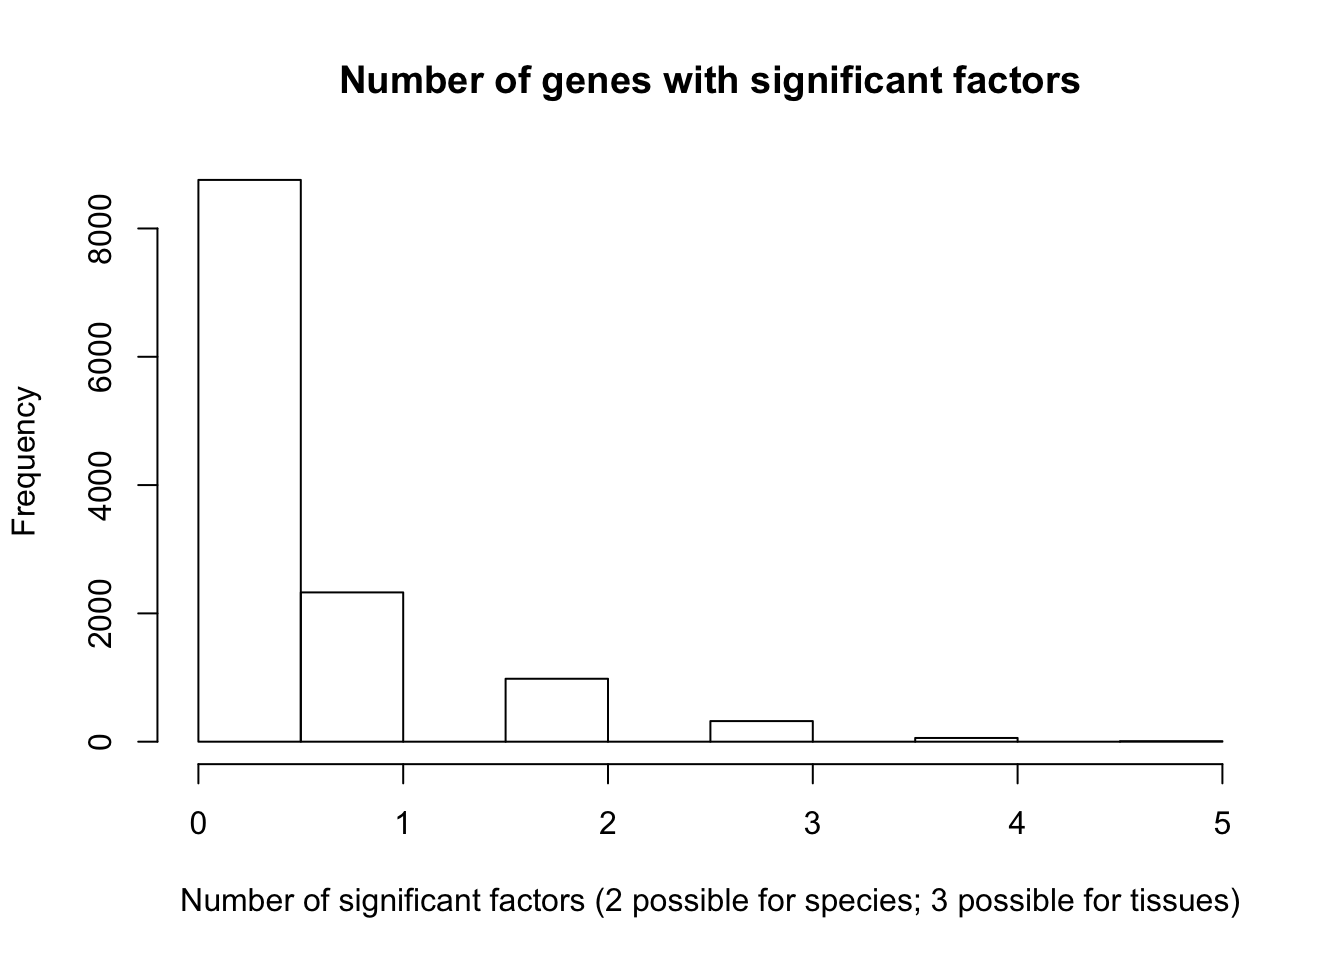 Number of genes with significant factors
8000
6000
4000
2000
0
Frequency
0 1 2 3 4 5
Number of significant factors (2 possible for species; 3 possible for tissues)